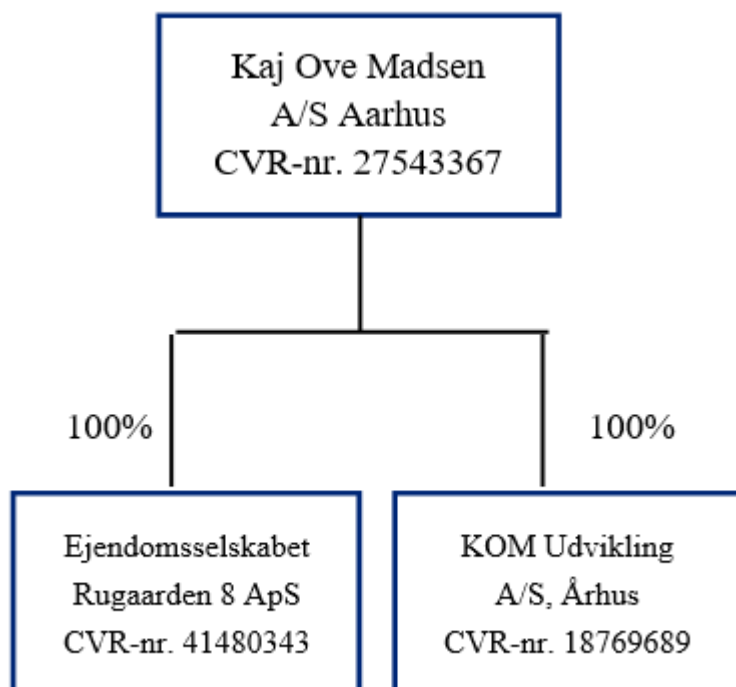 Kaj Ove Madsen
A/S Aarhus
CVR-nr. 27543367
100%
100%
Ejendomsselskabet
Rugaarden 8 ApS
CVR-nr. 41480343
KOM Udvikling
A/S, Århus
CVR-nr. 18769689